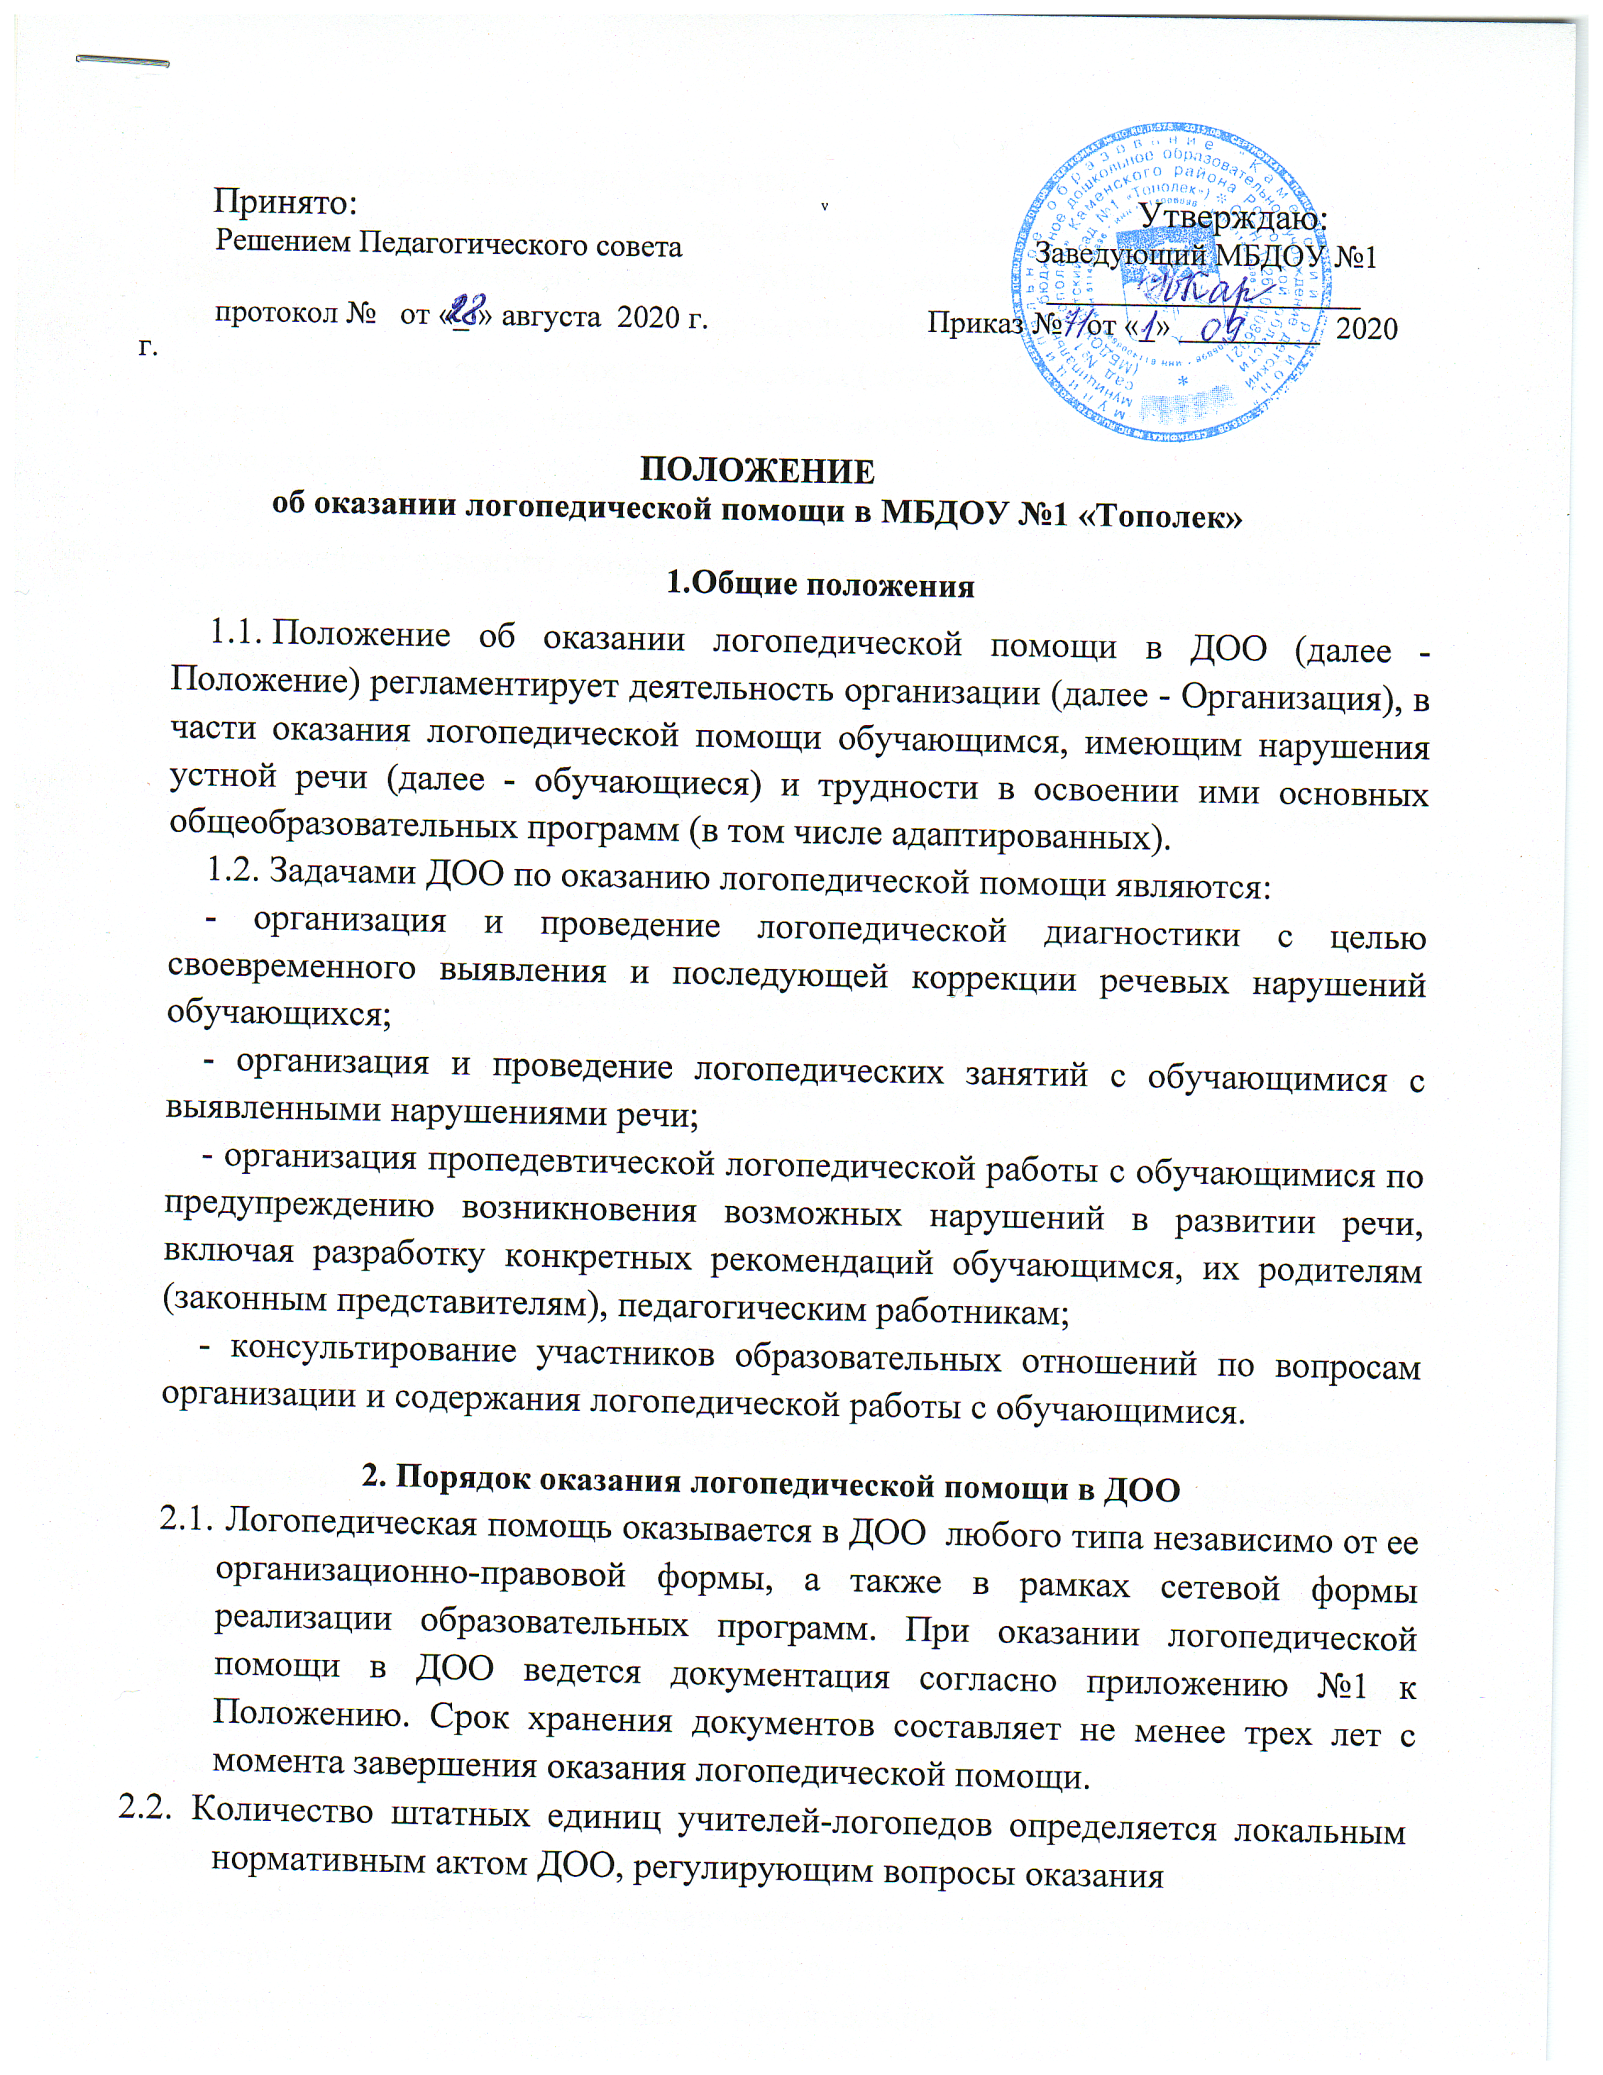 Принято:
Утверждаю:
Решением Педагогического совета
Заведующий МБДОУ №1
протокол № от «28» августа 2020 г.
Приказ №11 от «1» 09 2020
г.
ПОЛОЖЕНИЕ
об оказании логопедической помощи в МБДОУ №1 «Тополек»
1.Общие положения
1.1. Положение об оказании логопедической помощи в ДОО (далее -
Положение) регламентирует деятельность организации (далее - Организация), в
части оказания логопедической помощи обучающимся, имеющим нарушения
устной речи (далее - обучающиеся) и трудности в освоении ими основных
общеобразовательных программ (в том числе адаптированных).
1.2. Задачами ДОО по оказанию логопедической помощи являются:
- организация и проведение логопедической диагностики с целью
своевременного выявления и последующей коррекции речевых нарушений
обучающихся;
- организация и проведение логопедических занятий с обучающимися с
выявленными нарушениями речи;
- организация пропедевтической логопедической работы с обучающимися по
предупреждению возникновения возможных нарушений в развитии речи,
включая разработку конкретных рекомендаций обучающимся, их родителям
(законным представителям), педагогическим работникам;
- консультирование участников образовательных отношений по вопросам
организации и содержания логопедической работы с обучающимися.
2. Порядок оказания логопедической помощи в ДОО
2.1. Логопедическая помощь оказывается в ДОО любого типа независимо от ее
организационно-правовой формы, а также в рамках сетевой формы
реализации образовательных программ. При оказании логопедической
помощи в ДОО ведется документация согласно приложению №1 к
Положению. Срок хранения документов составляет не менее трех лет с
момента завершения оказания логопедической помощи.
2.2. Количество штатных единиц учителей-логопедов определяется локальным
нормативным актом ДОО, регулирующим вопросы оказания